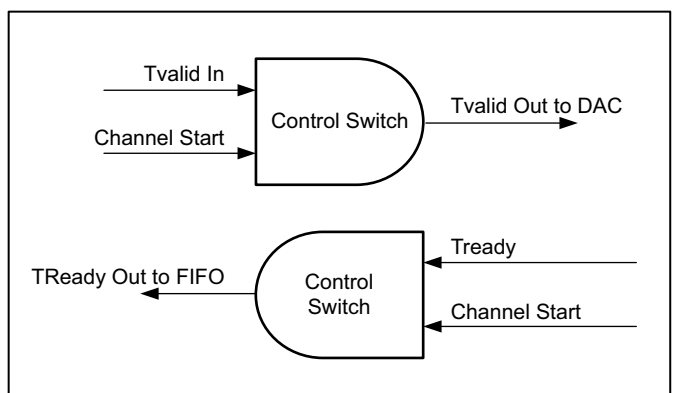 Tvalid In
Channel Start
Control Switch
Tvalid Out to DAC
TReady Out to FIFO
Control
Switch
Tready
Channel Start